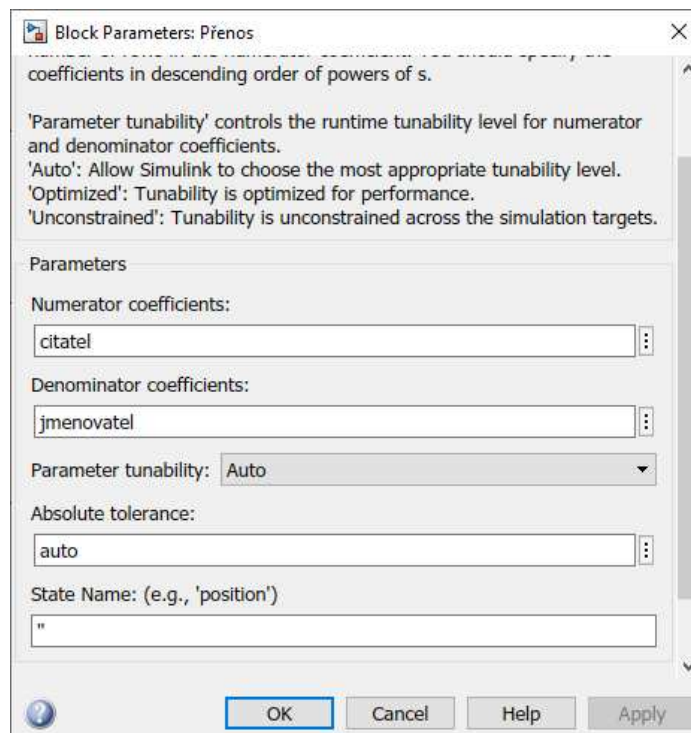 Block Parameters: Přenos
coefficients in descending order of powers of s.
'Parameter tunability' controls the runtime tunability level for numerator
and denominator coefficients.
'Auto': Allow Simulink to choose the most appropriate tunability level.
'Optimized': Tunability is optimized for performance.
'Unconstrained': Tunability is unconstrained across the simulation targets.
Parameters
Numerator coefficients:
citatel
Denominator coefficients:
jmenovatel
Parameter tunability: Auto
Absolute tolerance:
auto
State Name: (e.g., 'position')
''
OK Cancel Help Apply